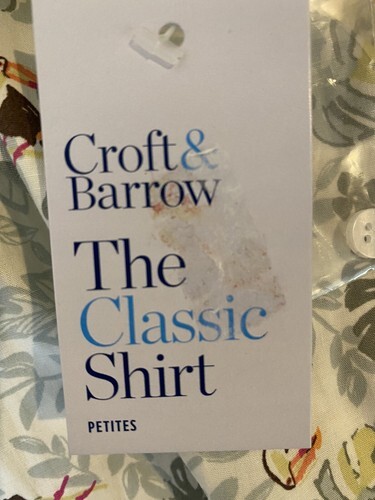 Croft&
Barrow
The
Classic
Shirt
PETITES